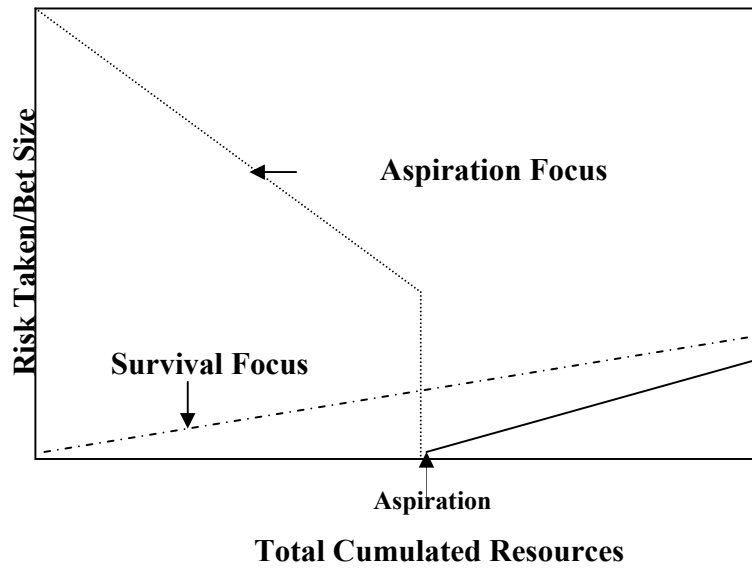 Risk Taken/Bet Size
Aspiration Focus
Survival Focus
Aspiration
Total Cumulated Resources